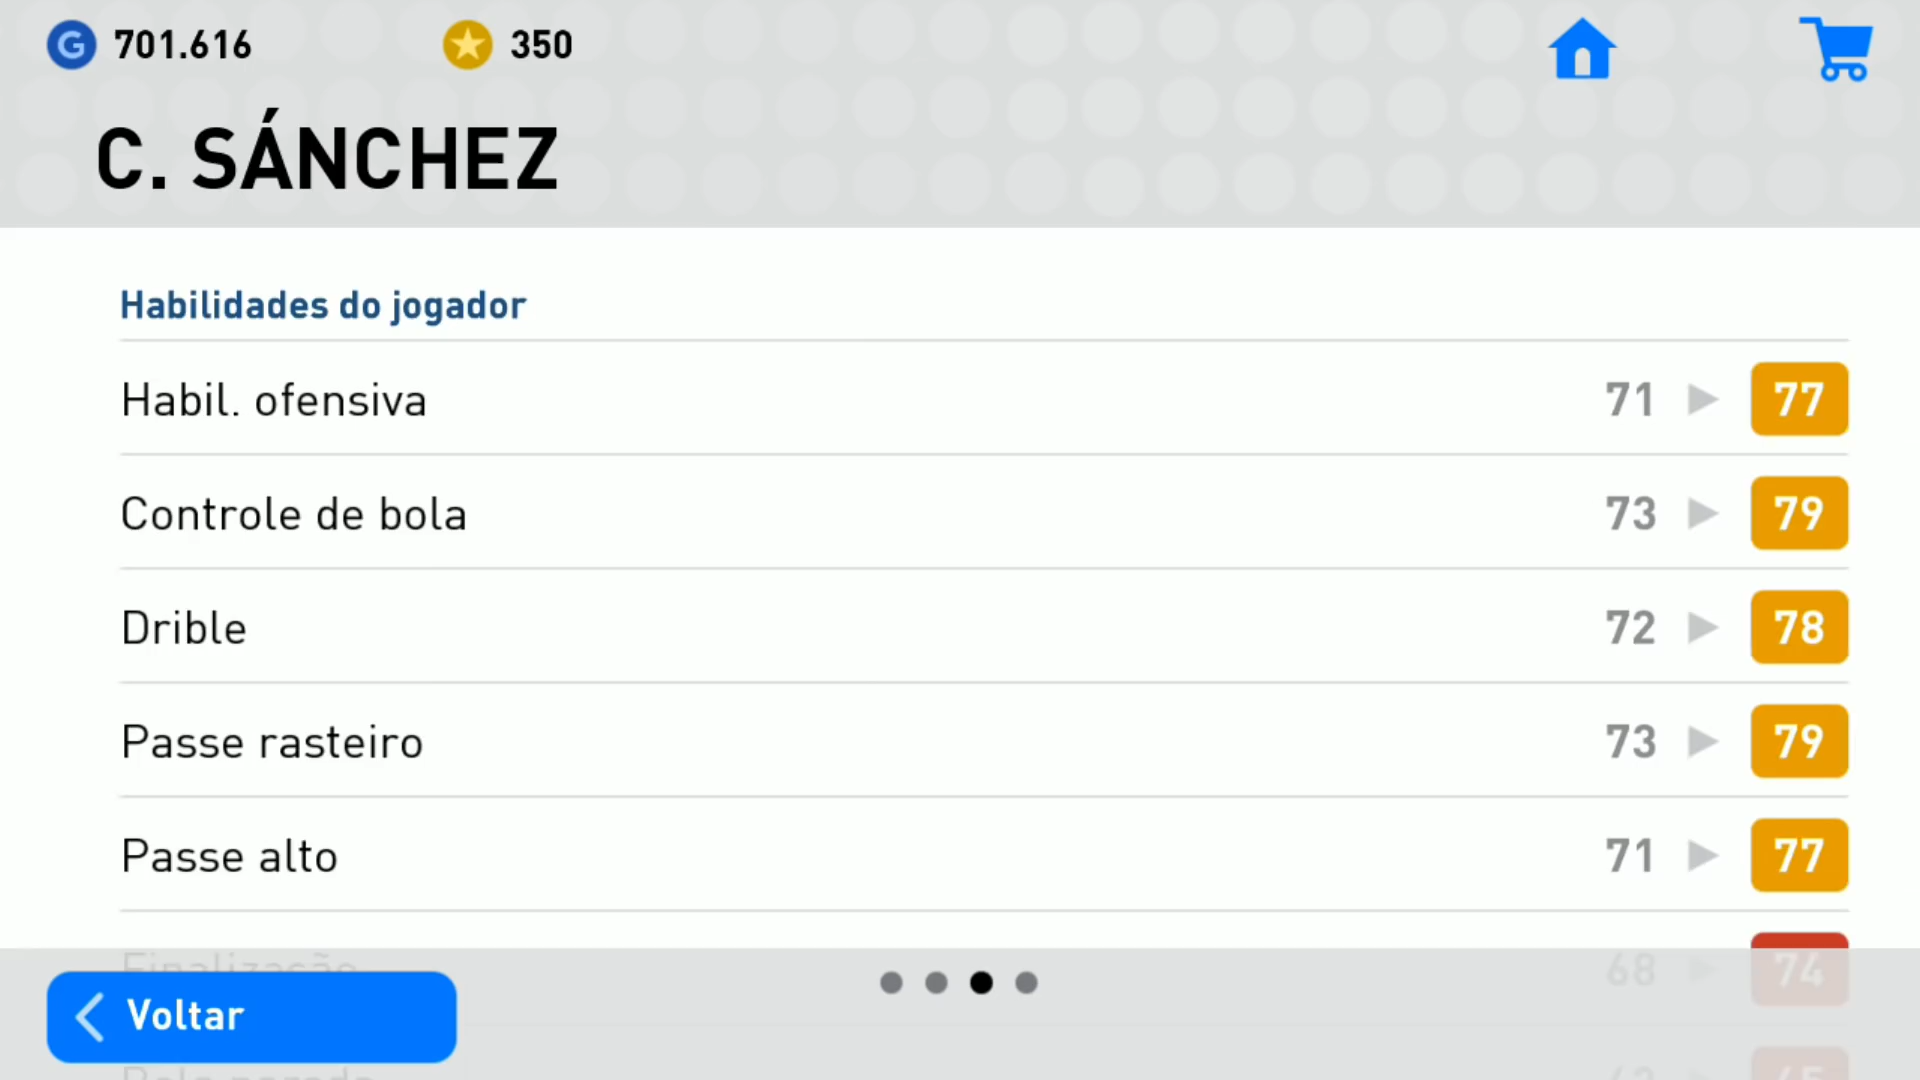 G 701.616 350
C. SÁNCHEZ
Habilidades do jogador
Habil. ofensiva 71 77
Controle de bola 73 79
Drible 72 78
Passe rasteiro 73 79
Passe alto 71 77
Finalização 68 74
Voltar